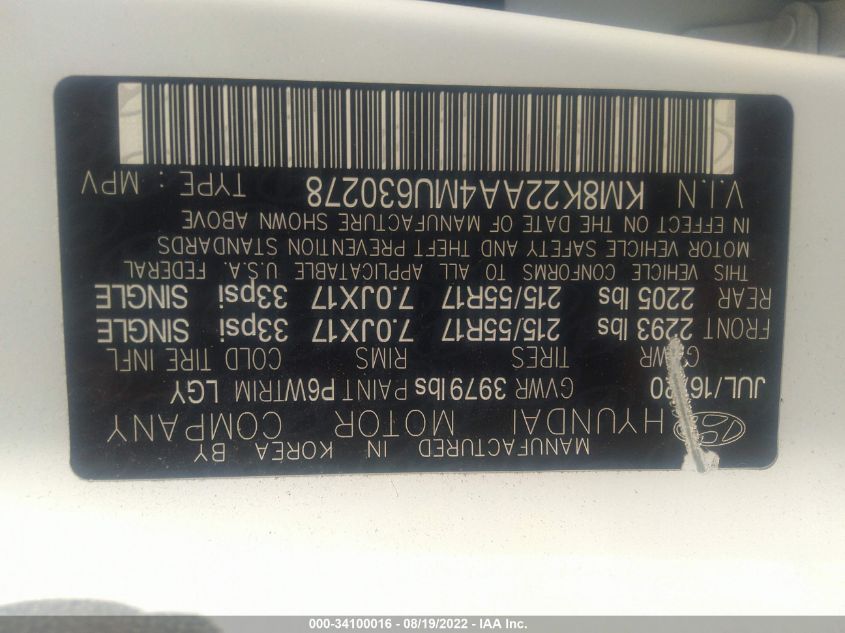 MANUFACTURED IN KOREA BY
HYUNDAI MOTOR COMPANY
JUL/16/20 GVWR 3979lbs PAINT P6W TRIM LGY
GAWR TIRES RIMS COLD TIRE INFL
FRONT 2293 lbs 215/55R17 7.0JX17 33psi SINGLE
REAR 2205 lbs 215/55R17 7.0JX17 33psi SINGLE
THIS VEHICLE CONFORMS TO ALL APPLICABLE U.S.A. FEDERAL
MOTOR VEHICLE SAFETY AND THEFT PREVENTION STANDARDS
IN EFFECT ON THE DATE OF MANUFACTURE SHOWN ABOVE
V.I.N KM8K22AA4MU630278 TYPE : MPV
000-34100016 - 08/19/2022 - IAA Inc.